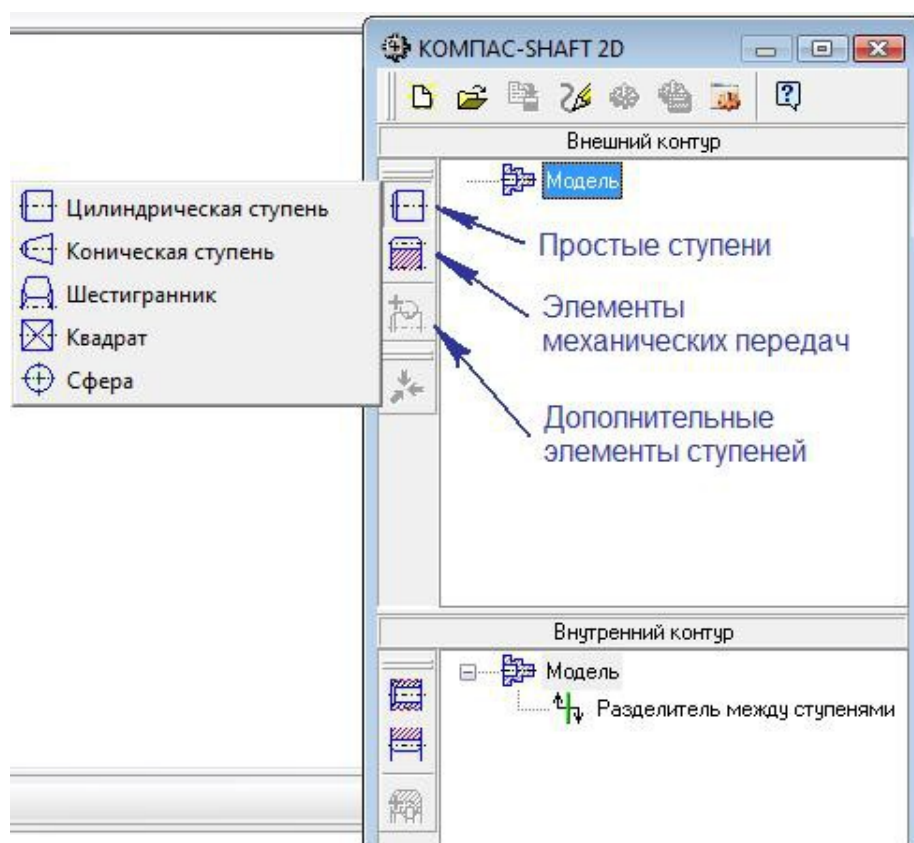 КОМПАС-SHAFT 2D
Внешний контур
Модель
Цилиндрическая ступень
Коническая ступень
Шестигранник
Квадрат
Сфера
Простые ступени
Элементы
механических передач
Дополнительные
элементы ступеней
Внутренний контур
Модель
Разделитель между ступенями